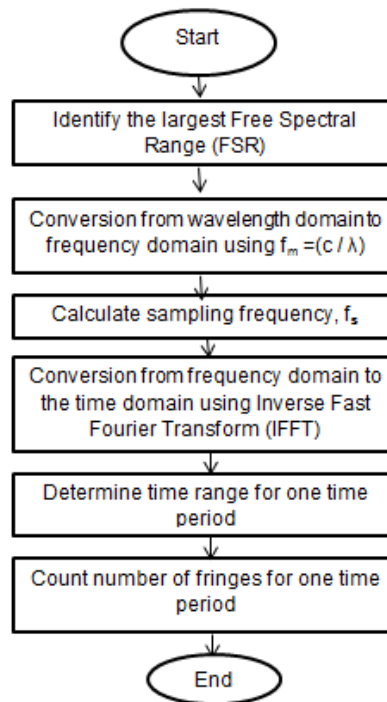 Start
Identify the largest Free Spectral
Range (FSR)
Conversion from wavelength domain to
frequency domain using fₘ =(c / λ)
Calculate sampling frequency, fₛ
Conversion from frequency domain to
the time domain using Inverse Fast
Fourier Transform (IFFT)
Determine time range for one time
period
Count number of fringes for one time
period
End